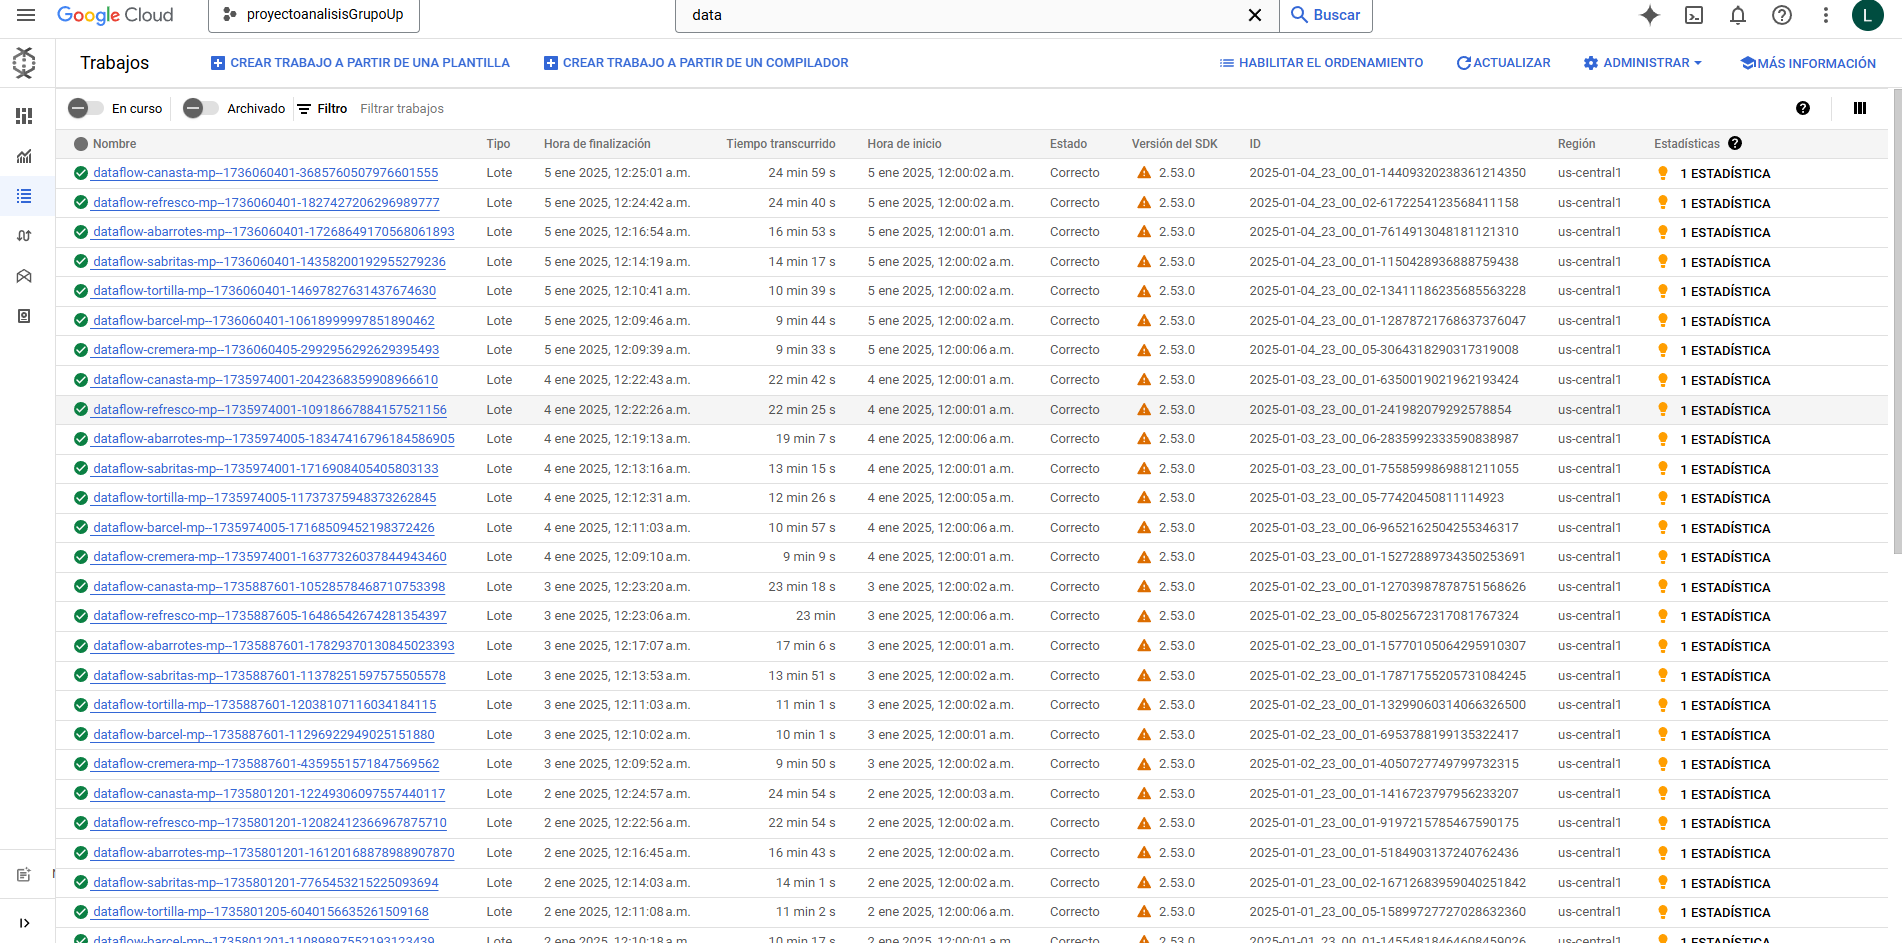 Google Cloud proyectoanalisisGrupoUp data Buscar L
Trabajos CREAR TRABAJO A PARTIR DE UNA PLANTILLA CREAR TRABAJO A PARTIR DE UN COMPILADOR HABILITAR EL ORDENAMIENTO ACTUALIZAR ADMINISTRAR MÁS INFORMACIÓN
En curso Archivado Filtro Filtrar trabajos
Nombre Tipo Hora de finalización Tiempo transcurrido Hora de inicio Estado Versión del SDK ID Región Estadísticas
dataflow-canasta-mp--1736060401-3685760507976601555 Lote 5 ene 2025, 12:25:01 a.m. 24 min 59 s 5 ene 2025, 12:00:02 a.m. Correcto 2.53.0 2025-01-04_23_00_01-14409320238361214350 us-central1 1 ESTADÍSTICA
dataflow-refresco-mp--1736060401-1827427206296989777 Lote 5 ene 2025, 12:24:42 a.m. 24 min 40 s 5 ene 2025, 12:00:02 a.m. Correcto 2.53.0 2025-01-04_23_00_02-6172254123568411158 us-central1 1 ESTADÍSTICA
dataflow-abarrotes-mp--1736060401-17268649170568061893 Lote 5 ene 2025, 12:16:54 a.m. 16 min 53 s 5 ene 2025, 12:00:01 a.m. Correcto 2.53.0 2025-01-04_23_00_01-7614913048181121310 us-central1 1 ESTADÍSTICA
dataflow-sabritas-mp--1736060401-14358200192955279236 Lote 5 ene 2025, 12:14:19 a.m. 14 min 17 s 5 ene 2025, 12:00:02 a.m. Correcto 2.53.0 2025-01-04_23_00_01-1150428936888759438 us-central1 1 ESTADÍSTICA
dataflow-tortilla-mp--1736060401-14697827631437674630 Lote 5 ene 2025, 12:10:41 a.m. 10 min 39 s 5 ene 2025, 12:00:02 a.m. Correcto 2.53.0 2025-01-04_23_00_02-13411186235685563228 us-central1 1 ESTADÍSTICA
dataflow-barcel-mp--1736060401-10618999997851890462 Lote 5 ene 2025, 12:09:46 a.m. 9 min 44 s 5 ene 2025, 12:00:02 a.m. Correcto 2.53.0 2025-01-04_23_00_01-12878721768637376047 us-central1 1 ESTADÍSTICA
dataflow-cremera-mp--1736060405-2992956292629395493 Lote 5 ene 2025, 12:09:39 a.m. 9 min 33 s 5 ene 2025, 12:00:06 a.m. Correcto 2.53.0 2025-01-04_23_00_05-3064318290317319008 us-central1 1 ESTADÍSTICA
dataflow-canasta-mp--1735974001-2042368359908966610 Lote 4 ene 2025, 12:22:43 a.m. 22 min 42 s 4 ene 2025, 12:00:01 a.m. Correcto 2.53.0 2025-01-03_23_00_01-6350019021962193424 us-central1 1 ESTADÍSTICA
dataflow-refresco-mp--1735974001-10918667884157521156 Lote 4 ene 2025, 12:22:26 a.m. 22 min 25 s 4 ene 2025, 12:00:01 a.m. Correcto 2.53.0 2025-01-03_23_00_01-241982079292578854 us-central1 1 ESTADÍSTICA
dataflow-abarrotes-mp--1735974005-18347416796184586905 Lote 4 ene 2025, 12:19:13 a.m. 19 min 7 s 4 ene 2025, 12:00:06 a.m. Correcto 2.53.0 2025-01-03_23_00_06-2835992333590838987 us-central1 1 ESTADÍSTICA
dataflow-sabritas-mp--1735974001-1716908405405803133 Lote 4 ene 2025, 12:13:16 a.m. 13 min 15 s 4 ene 2025, 12:00:01 a.m. Correcto 2.53.0 2025-01-03_23_00_01-7558599869881211055 us-central1 1 ESTADÍSTICA
dataflow-tortilla-mp--1735974005-11737375948373262845 Lote 4 ene 2025, 12:12:31 a.m. 12 min 26 s 4 ene 2025, 12:00:05 a.m. Correcto 2.53.0 2025-01-03_23_00_05-77420450811114923 us-central1 1 ESTADÍSTICA
dataflow-barcel-mp--1735974005-17168509452198372426 Lote 4 ene 2025, 12:11:03 a.m. 10 min 57 s 4 ene 2025, 12:00:06 a.m. Correcto 2.53.0 2025-01-03_23_00_06-9652162504255346317 us-central1 1 ESTADÍSTICA
dataflow-cremera-mp--1735974001-16377326037844943460 Lote 4 ene 2025, 12:09:10 a.m. 9 min 9 s 4 ene 2025, 12:00:01 a.m. Correcto 2.53.0 2025-01-03_23_00_01-15272889734350253691 us-central1 1 ESTADÍSTICA
dataflow-canasta-mp--1735887601-10528578468710753398 Lote 3 ene 2025, 12:23:20 a.m. 23 min 18 s 3 ene 2025, 12:00:02 a.m. Correcto 2.53.0 2025-01-02_23_00_01-12703987878751568626 us-central1 1 ESTADÍSTICA
dataflow-refresco-mp--1735887605-16486542674281354397 Lote 3 ene 2025, 12:23:06 a.m. 23 min 3 ene 2025, 12:00:06 a.m. Correcto 2.53.0 2025-01-02_23_00_05-8025672317081767324 us-central1 1 ESTADÍSTICA
dataflow-abarrotes-mp--1735887601-17829370130845023393 Lote 3 ene 2025, 12:17:07 a.m. 17 min 6 s 3 ene 2025, 12:00:01 a.m. Correcto 2.53.0 2025-01-02_23_00_01-15770105064295910307 us-central1 1 ESTADÍSTICA
dataflow-sabritas-mp--1735887601-11378251597575505578 Lote 3 ene 2025, 12:13:53 a.m. 13 min 51 s 3 ene 2025, 12:00:02 a.m. Correcto 2.53.0 2025-01-02_23_00_01-17871755205731084245 us-central1 1 ESTADÍSTICA
dataflow-tortilla-mp--1735887601-12038107116034184115 Lote 3 ene 2025, 12:11:03 a.m. 11 min 1 s 3 ene 2025, 12:00:02 a.m. Correcto 2.53.0 2025-01-02_23_00_01-13299060314066326500 us-central1 1 ESTADÍSTICA
dataflow-barcel-mp--1735887601-11296922949025151880 Lote 3 ene 2025, 12:10:02 a.m. 10 min 1 s 3 ene 2025, 12:00:01 a.m. Correcto 2.53.0 2025-01-02_23_00_01-6953788199135322417 us-central1 1 ESTADÍSTICA
dataflow-cremera-mp--1735887601-4359551571847569562 Lote 3 ene 2025, 12:09:52 a.m. 9 min 50 s 3 ene 2025, 12:00:02 a.m. Correcto 2.53.0 2025-01-02_23_00_01-4050727749799732315 us-central1 1 ESTADÍSTICA
dataflow-canasta-mp--1735801201-12249306097557440117 Lote 2 ene 2025, 12:24:57 a.m. 24 min 54 s 2 ene 2025, 12:00:03 a.m. Correcto 2.53.0 2025-01-01_23_00_01-1416723797956233207 us-central1 1 ESTADÍSTICA
dataflow-refresco-mp--1735801201-12082412366967875710 Lote 2 ene 2025, 12:22:56 a.m. 22 min 54 s 2 ene 2025, 12:00:02 a.m. Correcto 2.53.0 2025-01-01_23_00_01-9197215785467590175 us-central1 1 ESTADÍSTICA
dataflow-abarrotes-mp--1735801201-16120168878988907870 Lote 2 ene 2025, 12:16:45 a.m. 16 min 43 s 2 ene 2025, 12:00:02 a.m. Correcto 2.53.0 2025-01-01_23_00_01-5184903137240762436 us-central1 1 ESTADÍSTICA
dataflow-sabritas-mp--1735801201-7765453215225093694 Lote 2 ene 2025, 12:14:03 a.m. 14 min 1 s 2 ene 2025, 12:00:02 a.m. Correcto 2.53.0 2025-01-01_23_00_02-16712683959040251842 us-central1 1 ESTADÍSTICA
dataflow-tortilla-mp--1735801205-6040156635261509168 Lote 2 ene 2025, 12:11:08 a.m. 11 min 2 s 2 ene 2025, 12:00:06 a.m. Correcto 2.53.0 2025-01-01_23_00_05-15899727727028632360 us-central1 1 ESTADÍSTICA
dataflow-barcel-mp--1735801201-11089897552193123439 Lote 2 ene 2025, 12:10:18 a.m. 10 min 17 s 2 ene 2025, 12:00:01 a.m. Correcto 2.53.0 2025-01-01_23_00_01-14554818464608459026 us-central1 1 ESTADÍSTICA